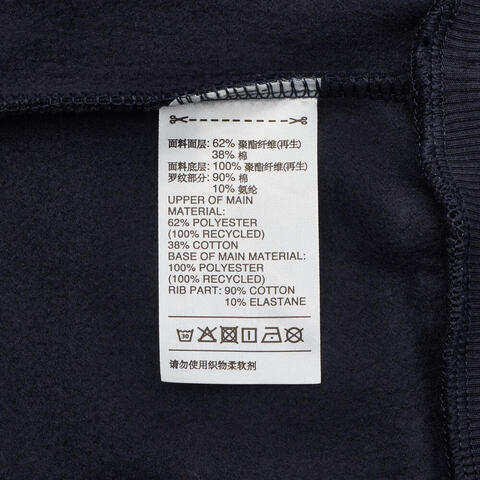 面料面层: 62% 聚酯纤维(再生)
38% 棉
面料底层: 100% 聚酯纤维(再生)
罗纹部分: 90% 棉
10% 氨纶
UPPER OF MAIN
MATERIAL:
62% POLYESTER
(100% RECYCLED)
38% COTTON
BASE OF MAIN MATERIAL:
100% POLYESTER
(100% RECYCLED)
RIB PART: 90% COTTON
10% ELASTANE
30
请勿使用织物柔软剂